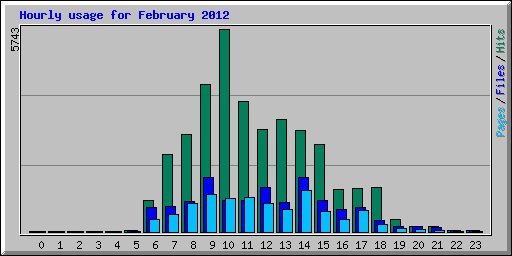 Hourly usage for February 2012
5743
Pages / Files / Hits
0 1 2 3 4 5 6 7 8 9 10 11 12 13 14 15 16 17 18 19 20 21 22 23